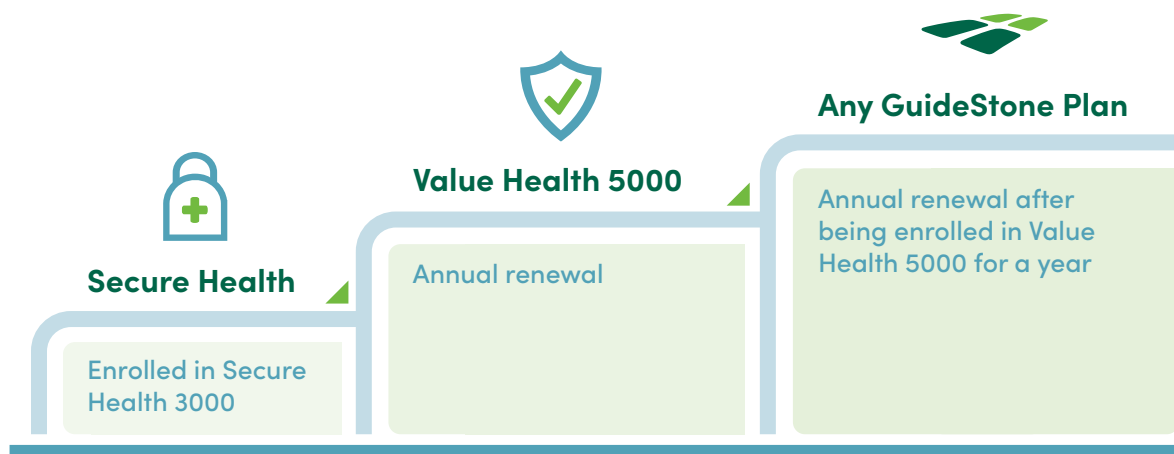 Secure Health
Enrolled in Secure
Health 3000
Value Health 5000
Annual renewal
Any GuideStone Plan
Annual renewal after
being enrolled in Value
Health 5000 for a year